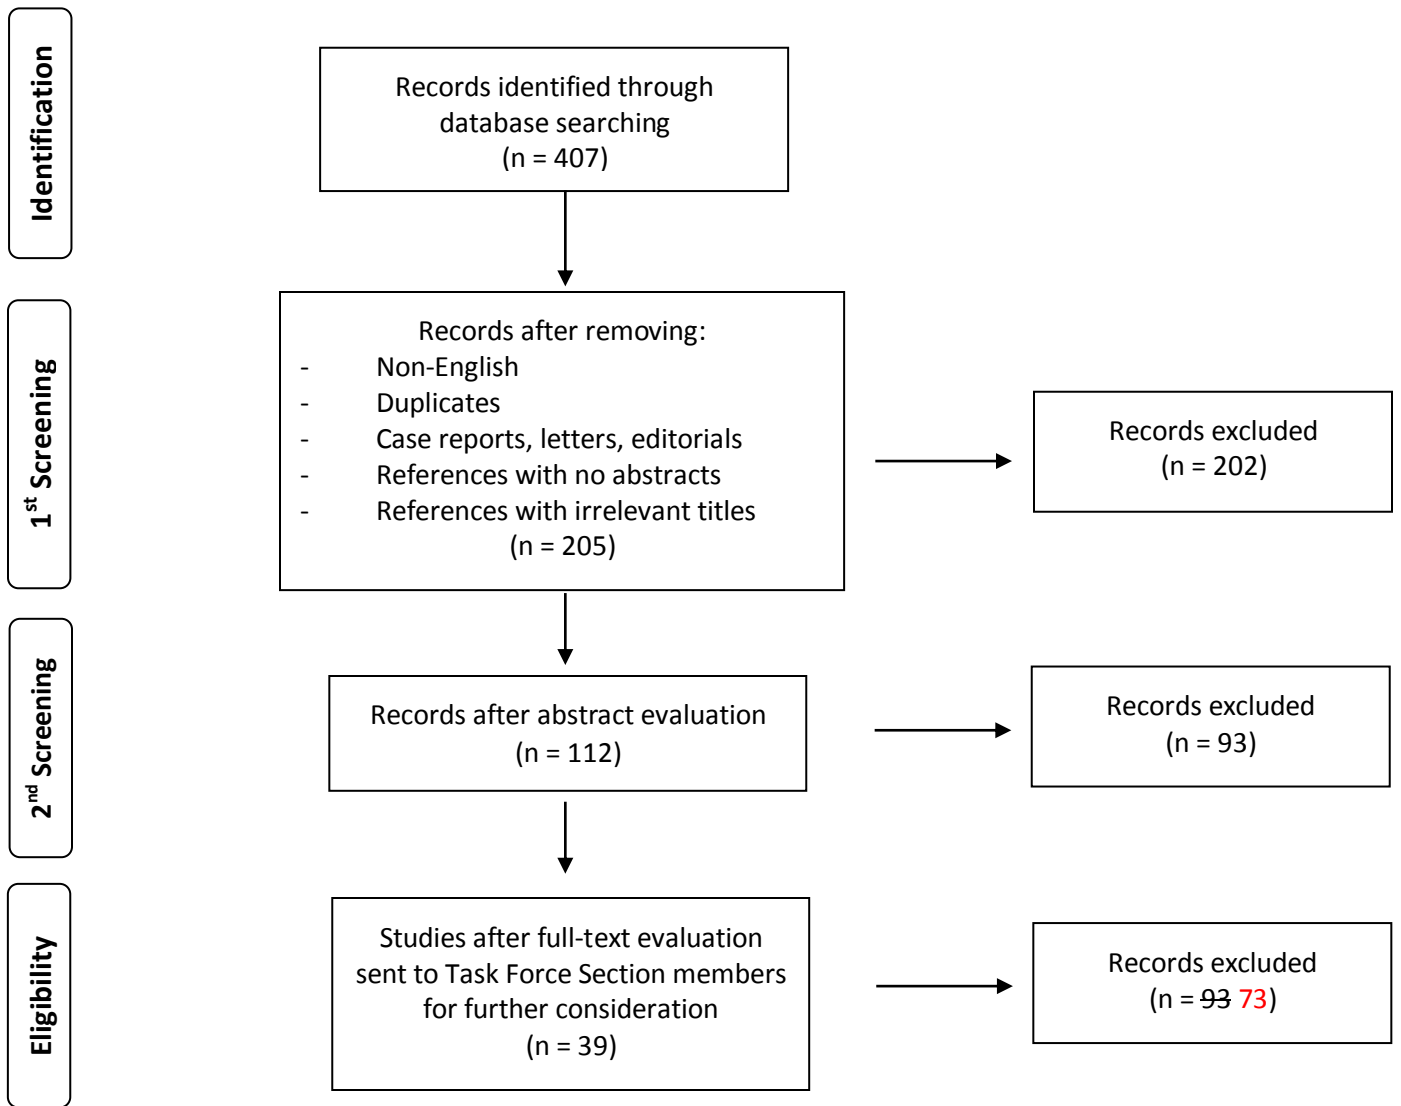 Identification
Records identified through
database searching
(n = 407)
1st Screening
Records after removing:
- Non-English
- Duplicates
- Case reports, letters, editorials
- References with no abstracts
- References with irrelevant titles
(n = 205)
Records excluded
(n = 202)
2nd Screening
Records after abstract evaluation
(n = 112)
Records excluded
(n = 93)
Eligibility
Studies after full-text evaluation
sent to Task Force Section members
for further consideration
(n = 39)
Records excluded
(n = 93 73)